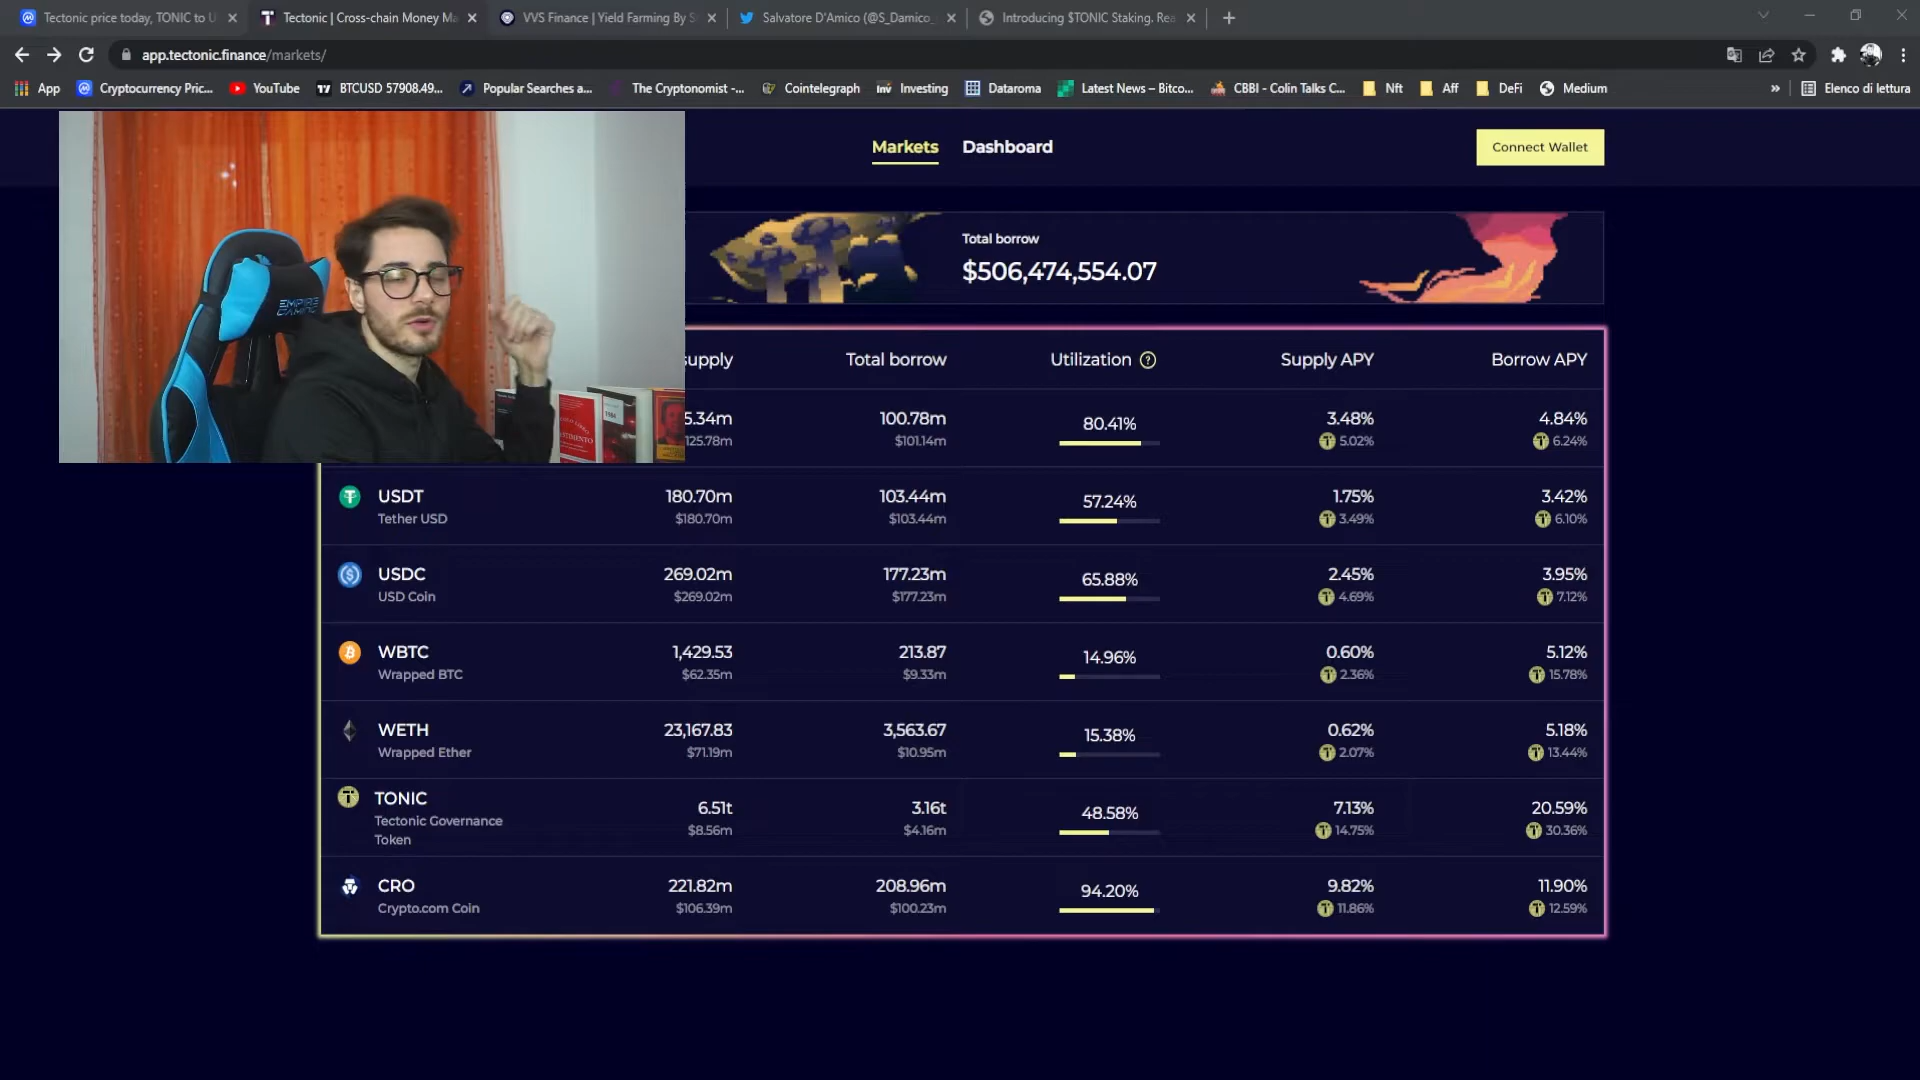 Tectonic price today, TONIC to U
Tectonic | Cross-chain Money Ma
VVS Finance | Yield Farming By S
Salvatore D'Amico (@S_Damico_
Introducing $TONIC Staking. Rea
app.tectonic.finance/markets/
App
Cryptocurrency Pric...
YouTube
BTCUSD 57908.49...
Popular Searches a...
The Cryptonomist -...
Cointelegraph
Investing
Dataroma
Latest News – Bitco...
CBBI - Colin Talks C...
Nft
Aff
DeFi
Medium
Elenco di lettura
Markets
Dashboard
Connect Wallet
Total borrow
$506,474,554.07
EMPIRE
GAMING
1984
supply
Total borrow
Utilization
Supply APY
Borrow APY
5.34m
100.78m
80.41%
3.48%
4.84%
125.78m
$101.14m
5.02%
6.24%
USDT
180.70m
103.44m
57.24%
1.75%
3.42%
Tether USD
$180.70m
$103.44m
3.49%
6.10%
USDC
269.02m
177.23m
65.88%
2.45%
3.95%
USD Coin
$269.02m
$177.23m
4.69%
7.12%
WBTC
1,429.53
213.87
14.96%
0.60%
5.12%
Wrapped BTC
$62.35m
$9.33m
2.36%
15.78%
WETH
23,167.83
3,563.67
15.38%
0.62%
5.18%
Wrapped Ether
$71.19m
$10.95m
2.07%
13.44%
TONIC
6.51t
3.16t
48.58%
7.13%
20.59%
Tectonic Governance
Token
$8.56m
$4.16m
14.75%
30.36%
CRO
221.82m
208.96m
94.20%
9.82%
11.90%
Crypto.com Coin
$106.39m
$100.23m
11.86%
12.59%